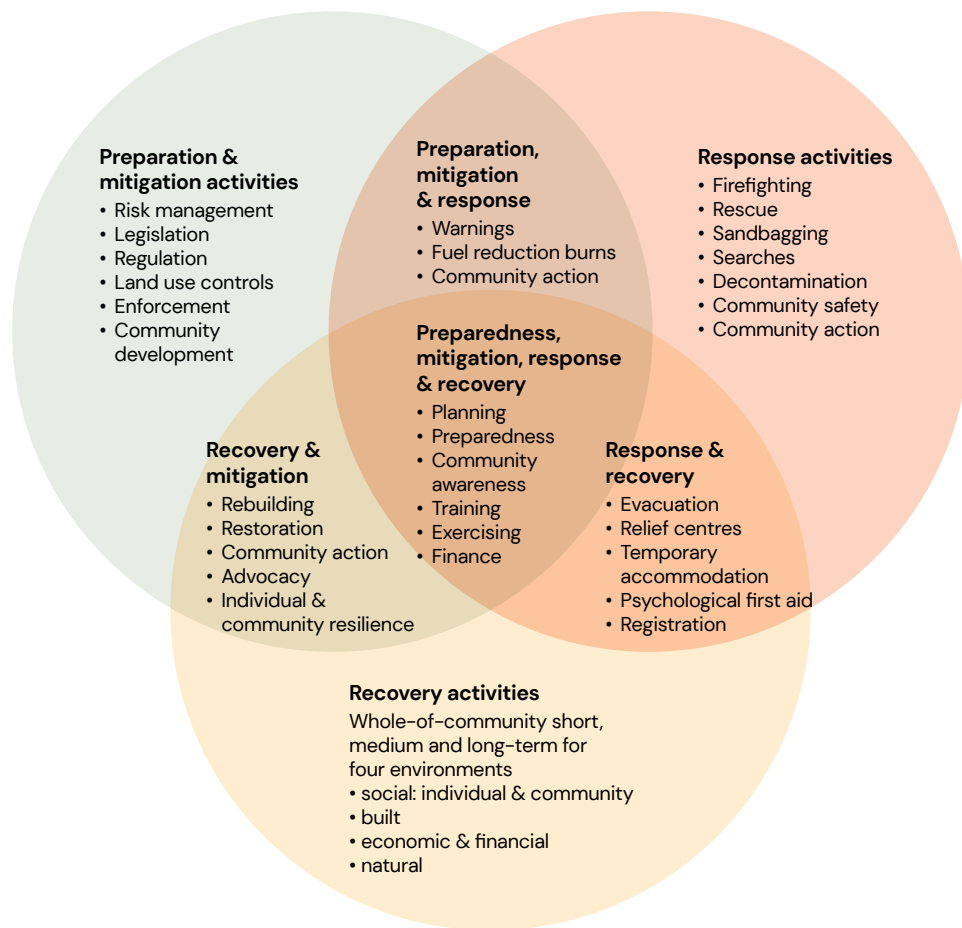 Preparation &
mitigation activities
• Risk management
• Legislation
• Regulation
• Land use controls
• Enforcement
• Community
development
Preparation,
mitigation
& response
• Warnings
• Fuel reduction burns
• Community action
Response activities
• Firefighting
• Rescue
• Sandbagging
• Searches
• Decontamination
• Community safety
• Community action
Preparedness,
mitigation, response
& recovery
• Planning
• Preparedness
• Community
awareness
• Training
• Exercising
• Finance
Recovery &
mitigation
• Rebuilding
• Restoration
• Community action
• Advocacy
• Individual &
community resilience
Response &
recovery
• Evacuation
• Relief centres
• Temporary
accommodation
• Psychological first aid
• Registration
Recovery activities
Whole-of-community short,
medium and long-term for
four environments
• social: individual & community
• built
• economic & financial
• natural